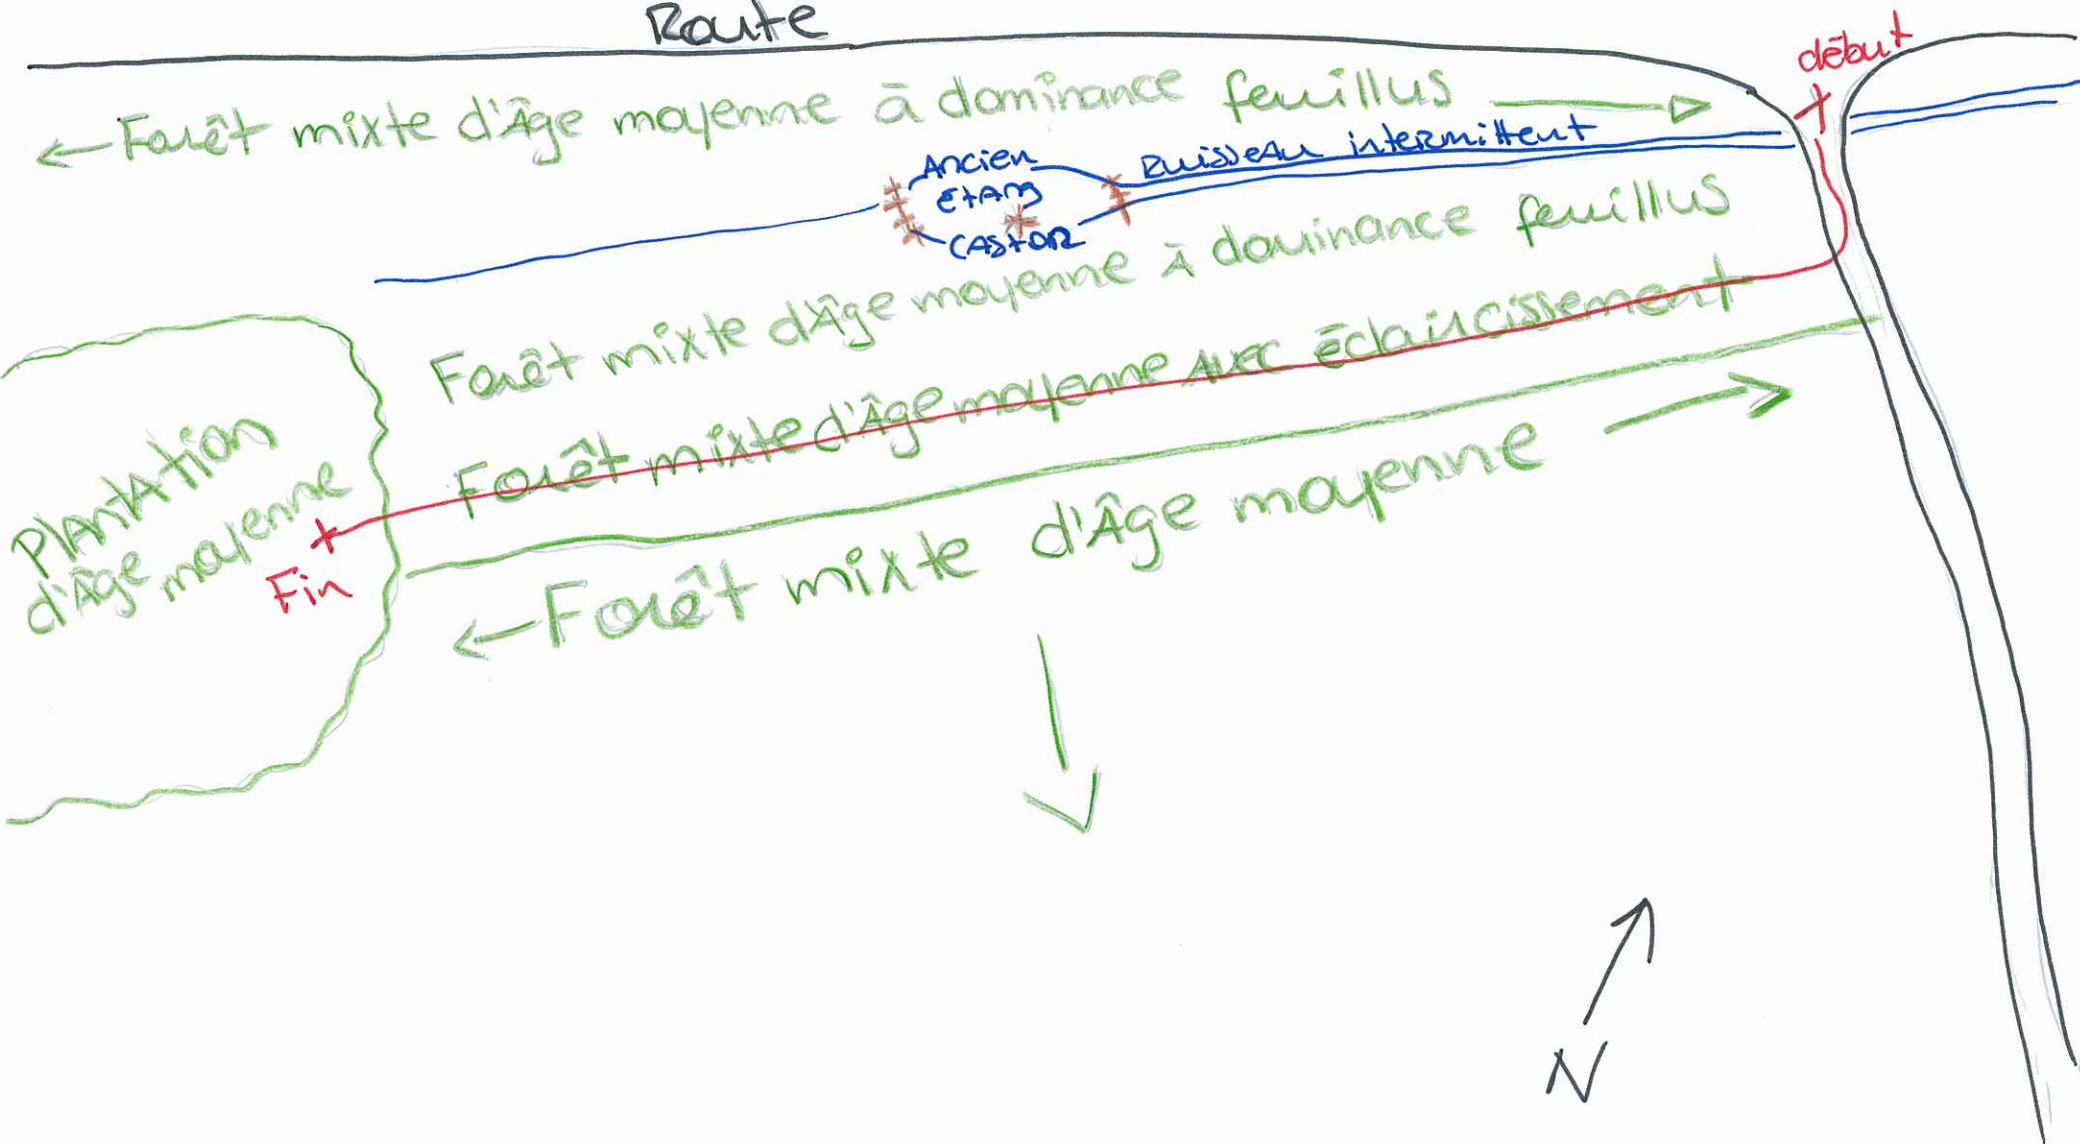 Route
début
Forêt mixte d'Âge moyenne à dominance feuillus
Ruisseau intermittent
Ancien
EtAng
CASTOR
Forêt mixte d'Âge moyenne à dominance feuillus
Forêt mixte d'Âge moyenne AVEC éclaircissement
PlAntAtion
d'Âge moyenne
Fin
Forêt mixte d'Âge moyenne
N